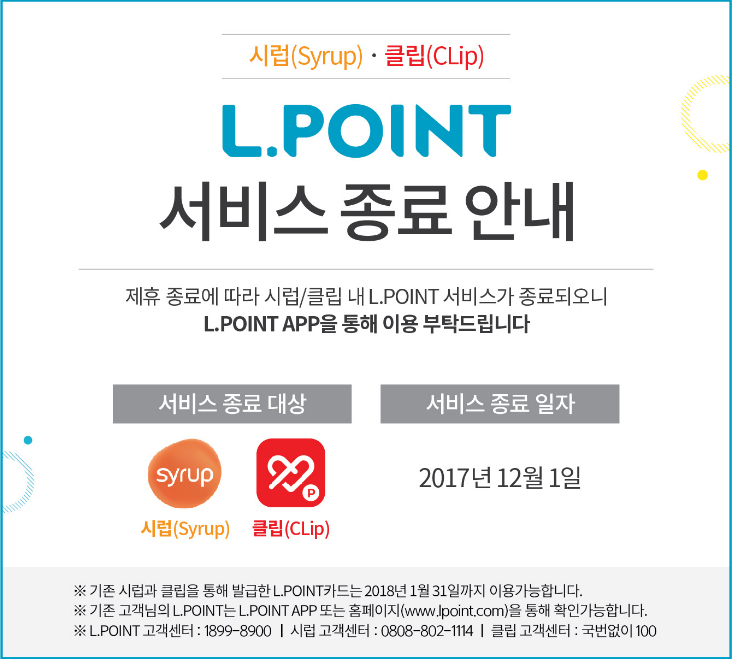 시럽(Syrup) · 클립(CLip)
L.POINT
서비스 종료 안내
제휴 종료에 따라 시럽/클립 내 L.POINT 서비스가 종료되오니
L.POINT APP을 통해 이용 부탁드립니다
서비스 종료 대상
서비스 종료 일자
syrup
P
2017년 12월 1일
시럽(Syrup)
클립(CLip)
※ 기존 시럽과 클립을 통해 발급한 L.POINT카드는 2018년 1월 31일까지 이용가능합니다.
※ 기존 고객님의 L.POINT는 L.POINT APP 또는 홈페이지(www.lpoint.com)을 통해 확인가능합니다.
※ L.POINT 고객센터 : 1899-8900 | 시럽 고객센터 : 0808-802-1114 | 클립 고객센터 : 국번없이 100